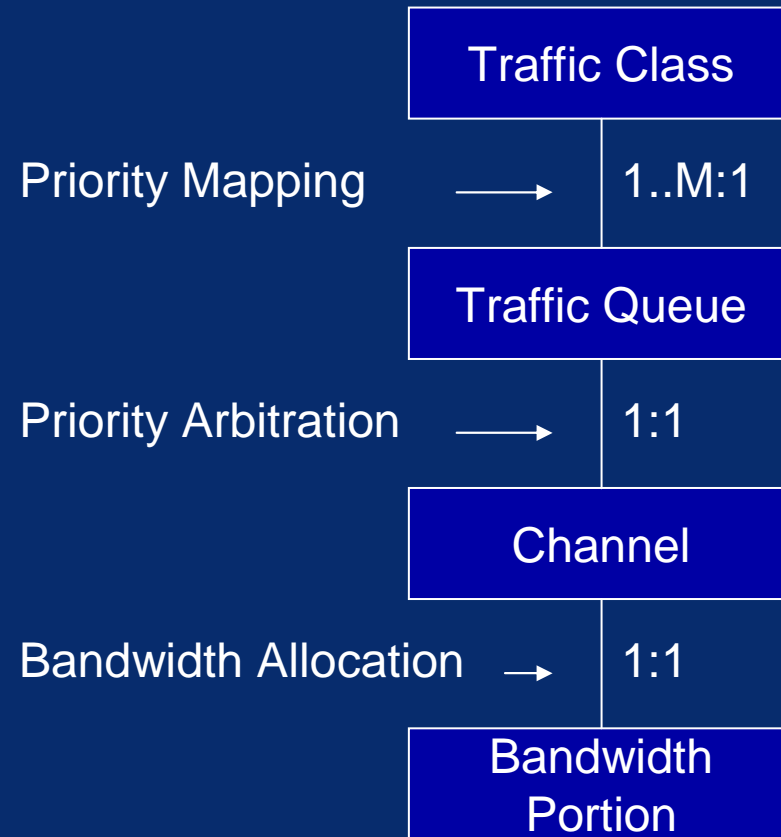 Traffic Class
Priority Mapping
1..M:1
Traffic Queue
Priority Arbitration
1:1
Channel
Bandwidth Allocation
1:1
Bandwidth
Portion